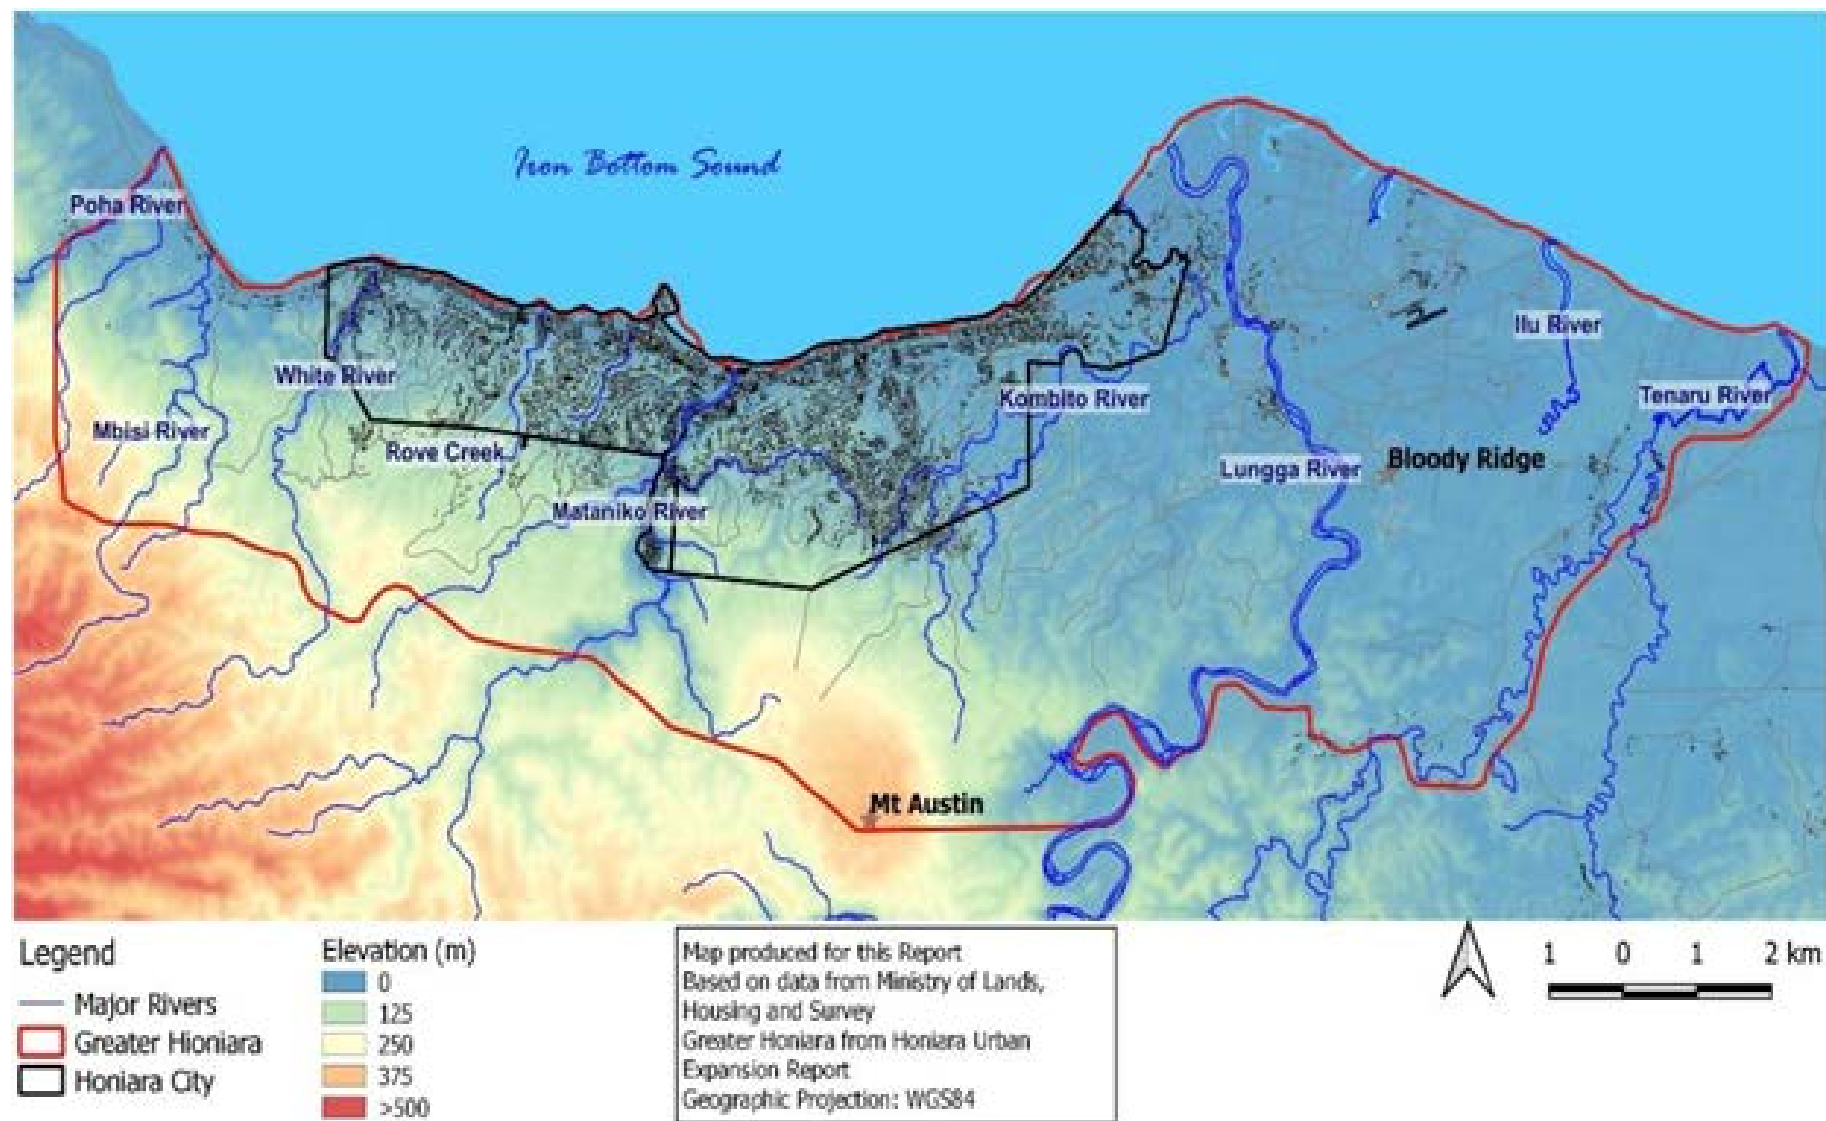 Iron Bottom Sound
Poha River
Ilu River
White River
Kombito River
Tenaru River
Mbisi River
Rove Creek
Bloody Ridge
Lungga River
Mataniko River
Mt Austin
Legend
Major Rivers
Greater Hioniara
Honiara City
Elevation (m)
0
125
250
375
>500
Map produced for this Report
Based on data from Ministry of Lands,
Housing and Survey
Greater Honiara from Honiara Urban
Expansion Report
Geographic Projection: WGS84
1 0 1 2 km